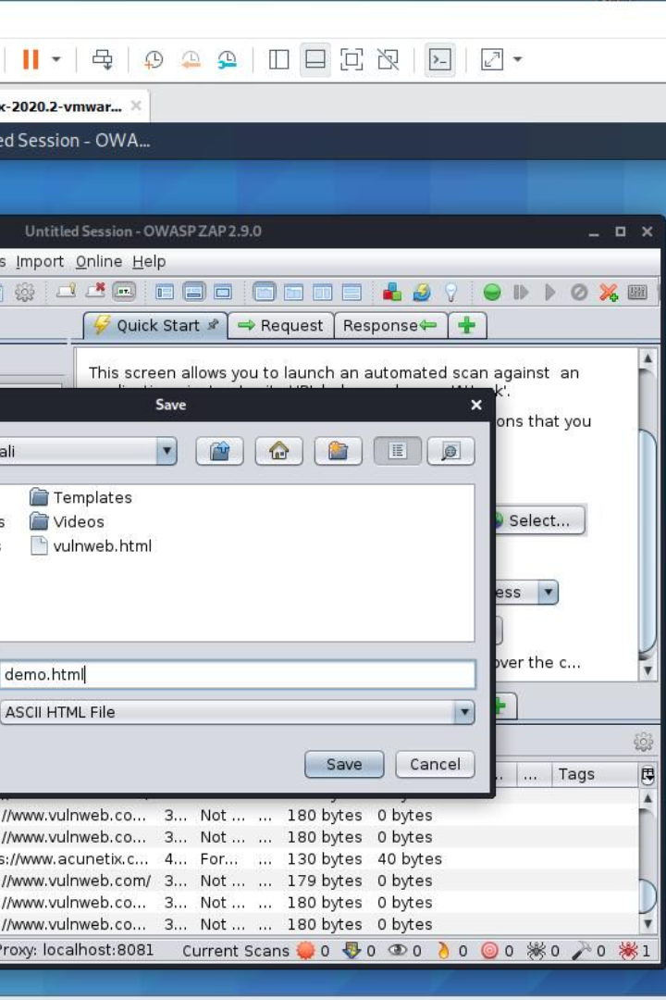 x-2020.2-vmwar...
ed Session - OWA...
Untitled Session - OWASP ZAP 2.9.0
s Import Online Help
Quick Start
Request
Response
This screen allows you to launch an automated scan against an
k'.
ons that you
Save
ali
Templates
Videos
vulnweb.html
Select...
ess
demo.html
over the c...
ASCII HTML File
Save
Cancel
... Tags
//www.vulnweb.co... 3... Not ... ... 180 bytes 0 bytes
//www.vulnweb.co... 3... Not ... ... 180 bytes 0 bytes
s://www.acunetix.c... 4... For... ... 130 bytes 40 bytes
//www.vulnweb.com/ 3... Not ... ... 179 bytes 0 bytes
//www.vulnweb.co... 3... Not ... ... 180 bytes 0 bytes
//www.vulnweb.co... 3... Not ... ... 180 bytes 0 bytes
Proxy: localhost:8081 Current Scans 0 0 0 0 0 0 0 1